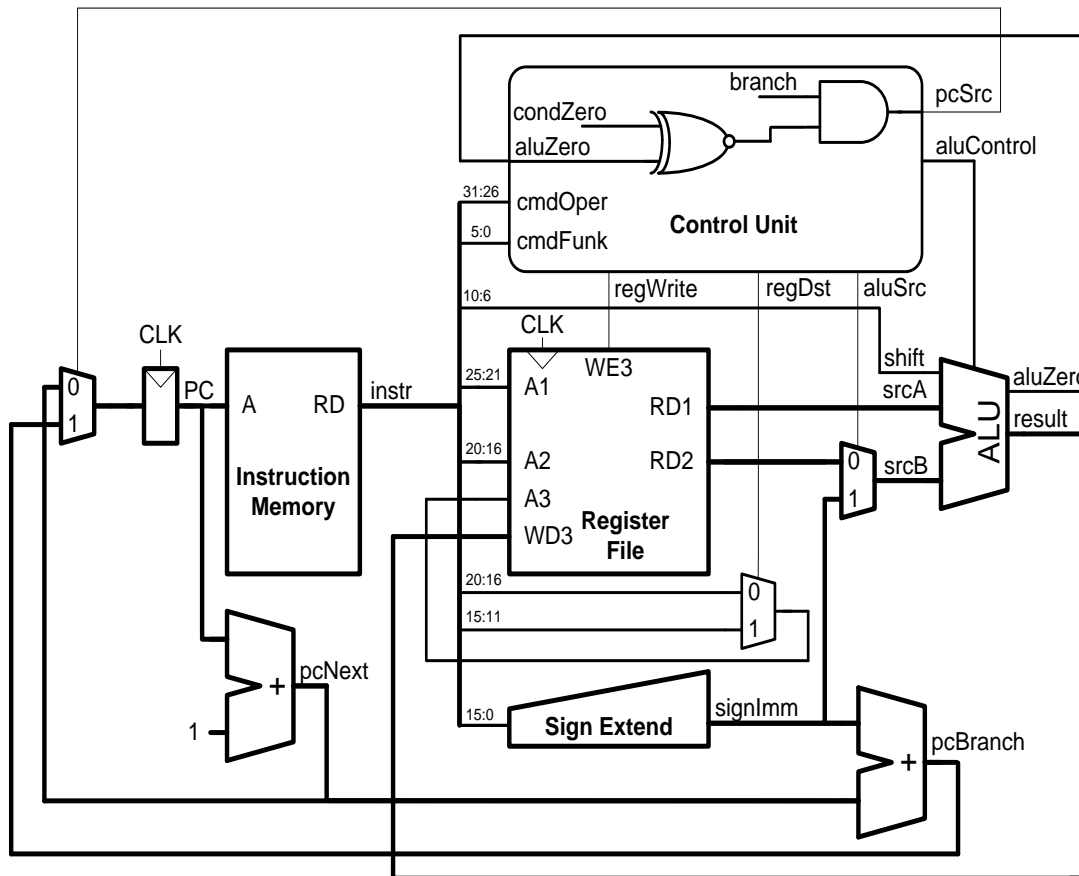 branch
pcSrc
condZero
aluZero
aluControl
31:26
cmdOper
Control Unit
5:0
cmdFunk
regWrite
regDst
aluSrc
10:6
CLK
CLK
shift
WE3
0
1
PC
A
RD
instr
25:21
A1
RD1
srcA
ALU
aluZero
result
20:16
A2
RD2
0
1
srcB
Instruction
Memory
A3
WD3
Register
File
20:16
0
15:11
1
pcNext
+
1
15:0
Sign Extend
signImm
pcBranch
+